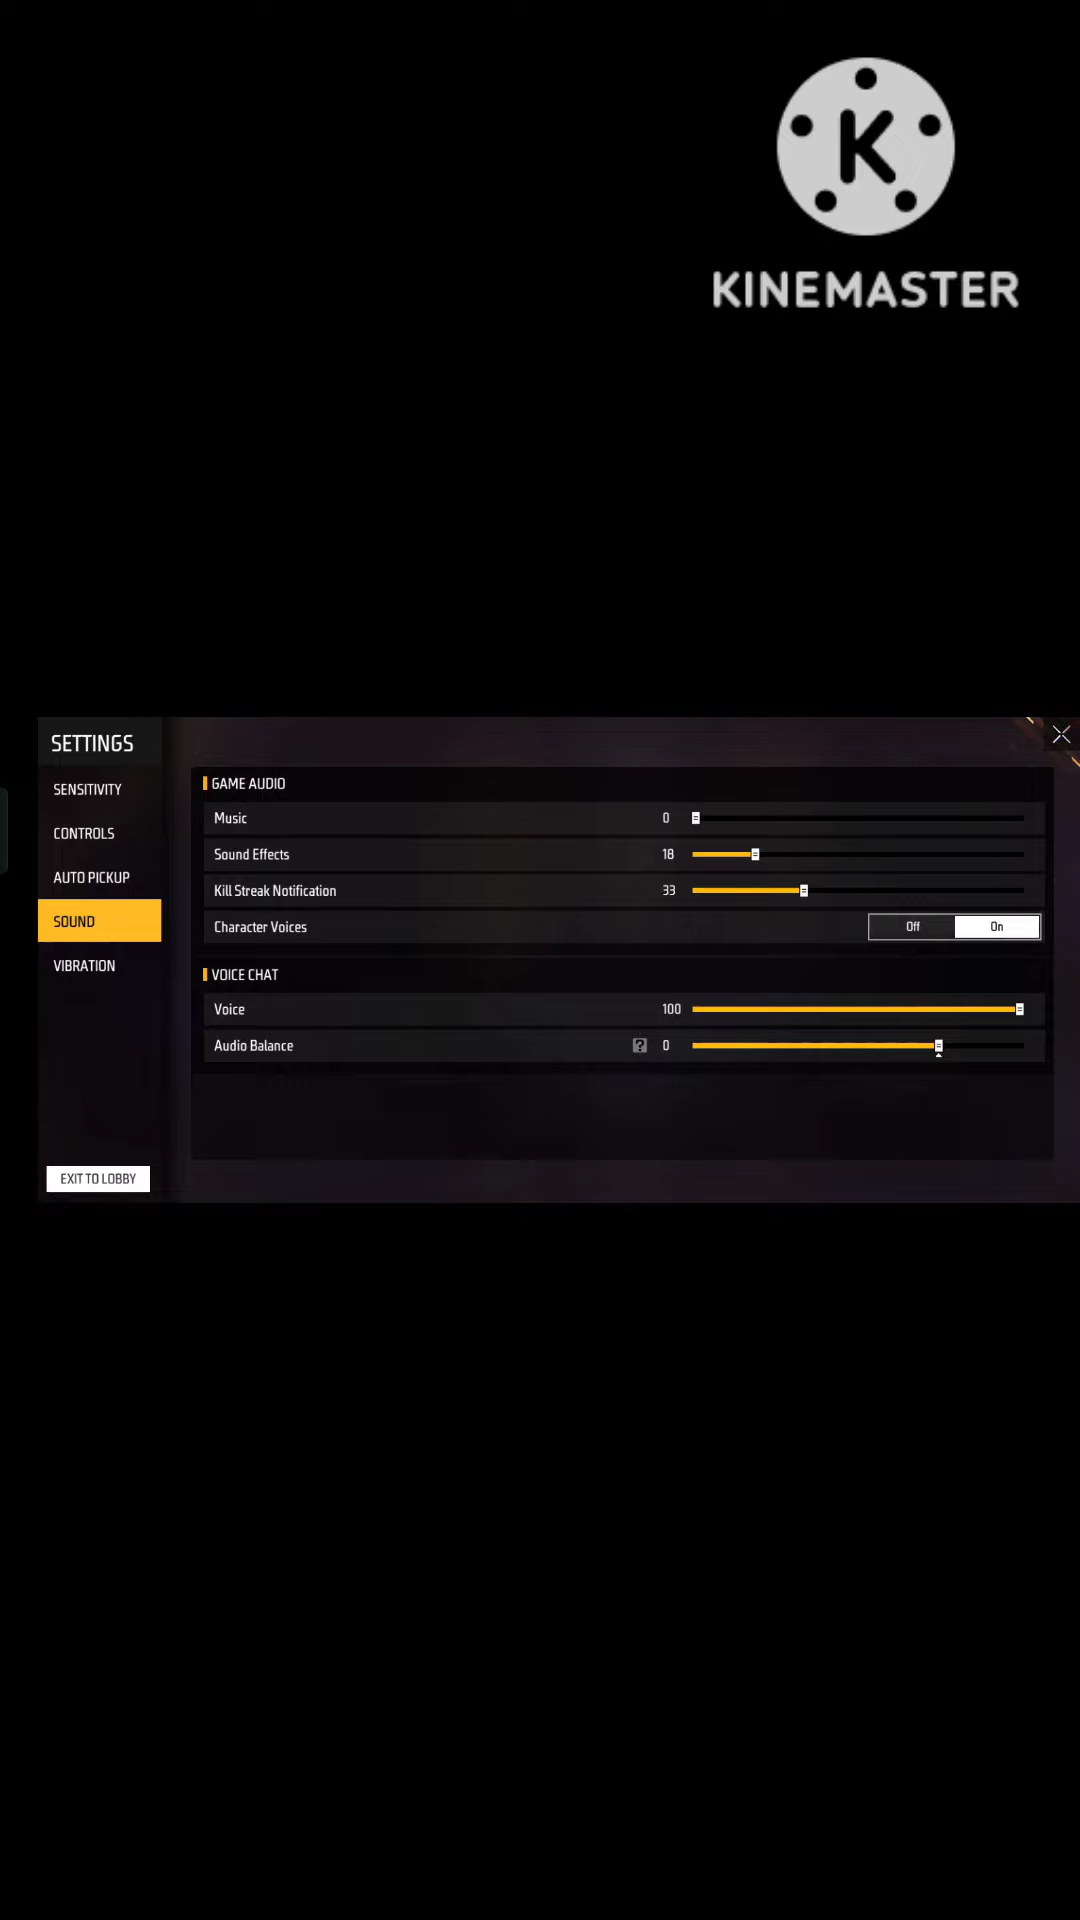 K
KINEMASTER
SETTINGS
SENSITIVITY
CONTROLS
AUTO PICKUP
SOUND
VIBRATION
EXIT TO LOBBY
GAME AUDIO
Music 0
Sound Effects 18
Kill Streak Notification 33
Character Voices Off On
VOICE CHAT
Voice 100
Audio Balance ? 0